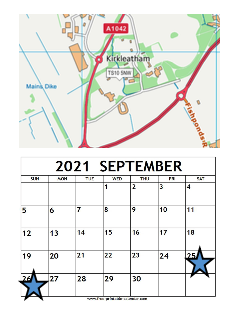 A1042
Kirkleatham
TS10 5NW
Mains Dike
Fishponds R
2021 SEPTEMBER
SUN MON TUE WED THU FRI SAT
1 2 3 4
5 6 7 8 9 10 11
12 13 14 15 16 17 18
19 20 21 22 23 24 25
26 27 28 29 30